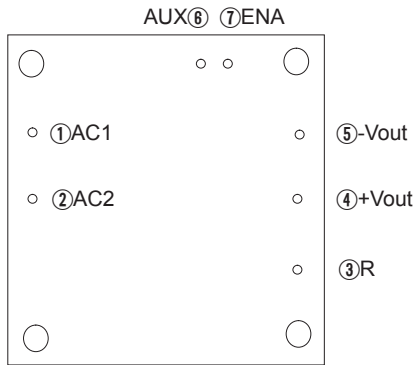 AUX⑥ ⑦ENA
①AC1
⑤-Vout
②AC2
④+Vout
③R